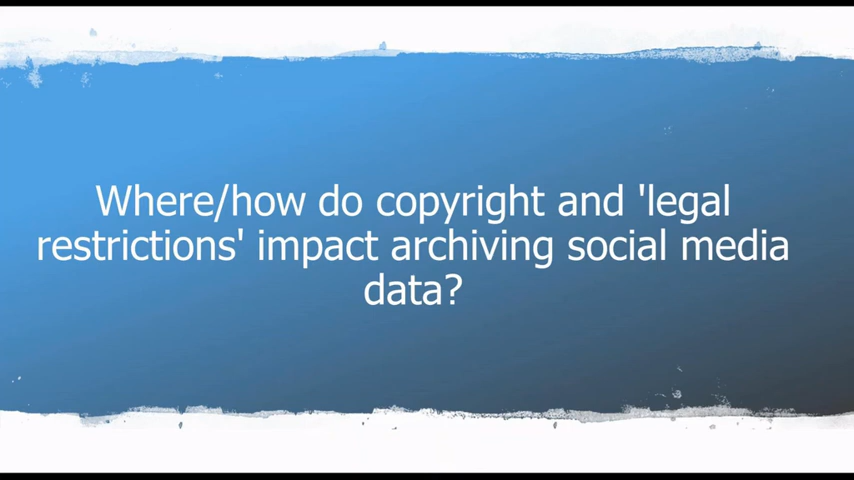 Where/how do copyright and 'legal
restrictions' impact archiving social media
data?